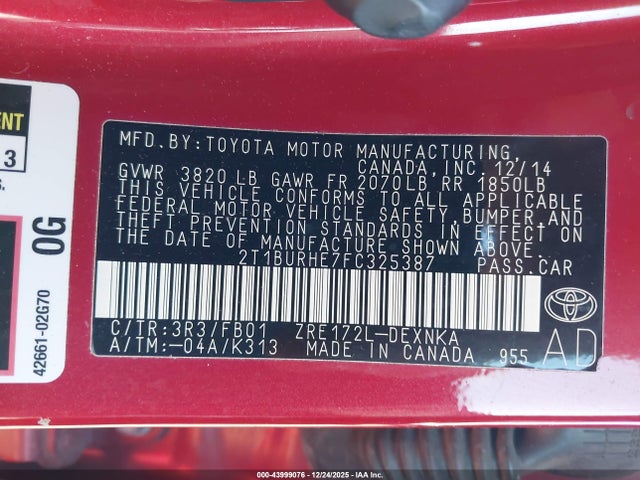 ENT
13
S.
0G
42661-02G70
MFD. BY: TOYOTA MOTOR MANUFACTURING,
CANADA, INC. 12/14
GVWR 3820 LB GAWR FR 2070LB RR 1850LB
THIS VEHICLE CONFORMS TO ALL APPLICABLE
FEDERAL MOTOR VEHICLE SAFETY, BUMPER AND
THEFT PREVENTION STANDARDS IN EFFECT ON
THE DATE OF MANUFACTURE SHOWN ABOVE.
2T1BURHE7FC325387 PASS.CAR
C/TR:3R3/FB01 ZRE172L-DEXNKA
A/TM:-04A/K313 MADE IN CANADA 955 AD
000-43999076 • 12/24/2025 • IAA Inc.